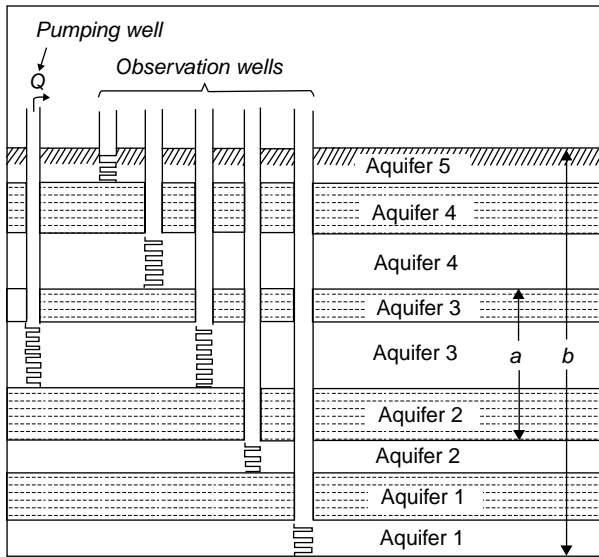 Pumping well
Q
Observation wells
Aquifer 5
Aquifer 4
Aquifer 4
Aquifer 3
Aquifer 3
a
b
Aquifer 2
Aquifer 2
Aquifer 1
Aquifer 1